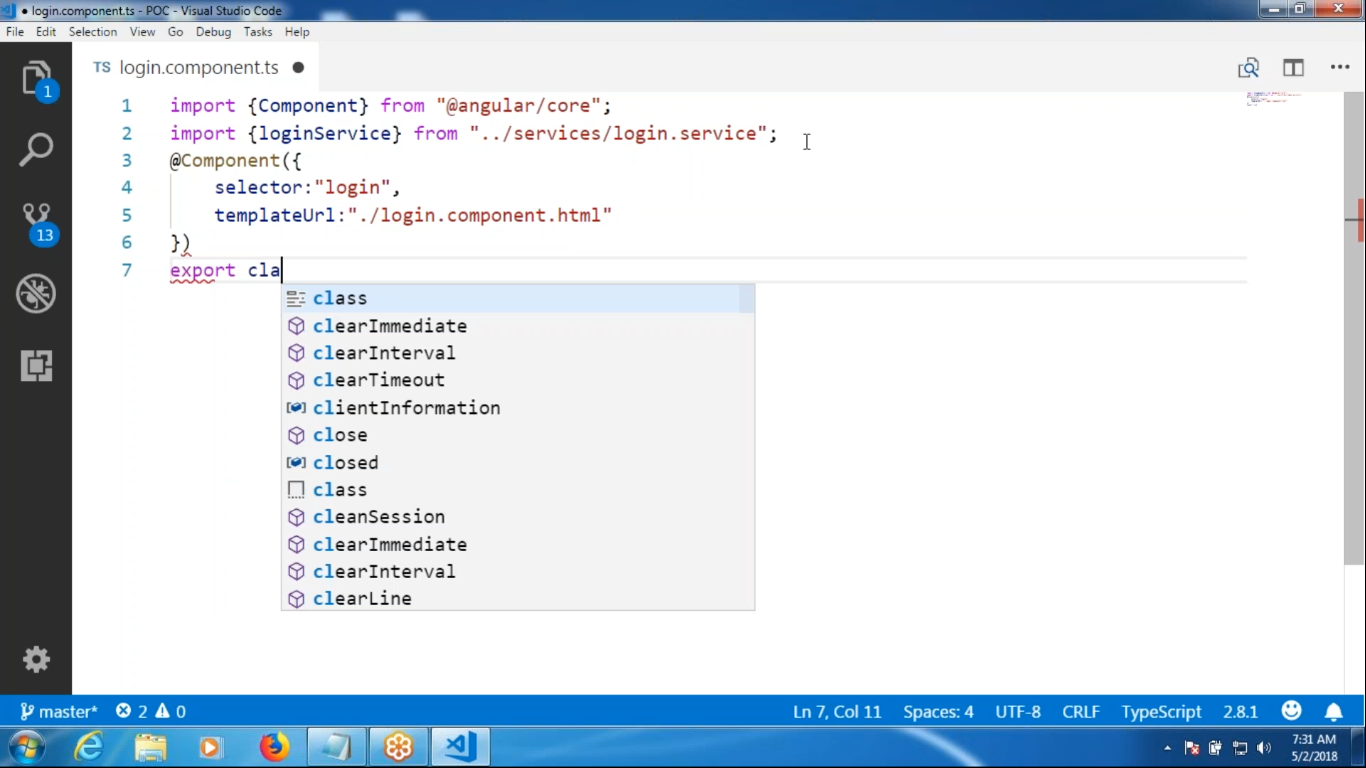 ● login.component.ts - POC - Visual Studio Code
File Edit Selection View Go Debug Tasks Help
TS login.component.ts ●
1 import {Component} from "@angular/core";
2 import {loginService} from "../services/login.service";
3 @Component({
4 selector:"login",
5 templateUrl:"./login.component.html"
6 })
7 export cla
class
clearImmediate
clearInterval
clearTimeout
clientInformation
close
closed
class
cleanSession
clearImmediate
clearInterval
clearLine
1
13
master* 2 0 Ln 7, Col 11 Spaces: 4 UTF-8 CRLF TypeScript 2.8.1
7:31 AM
5/2/2018